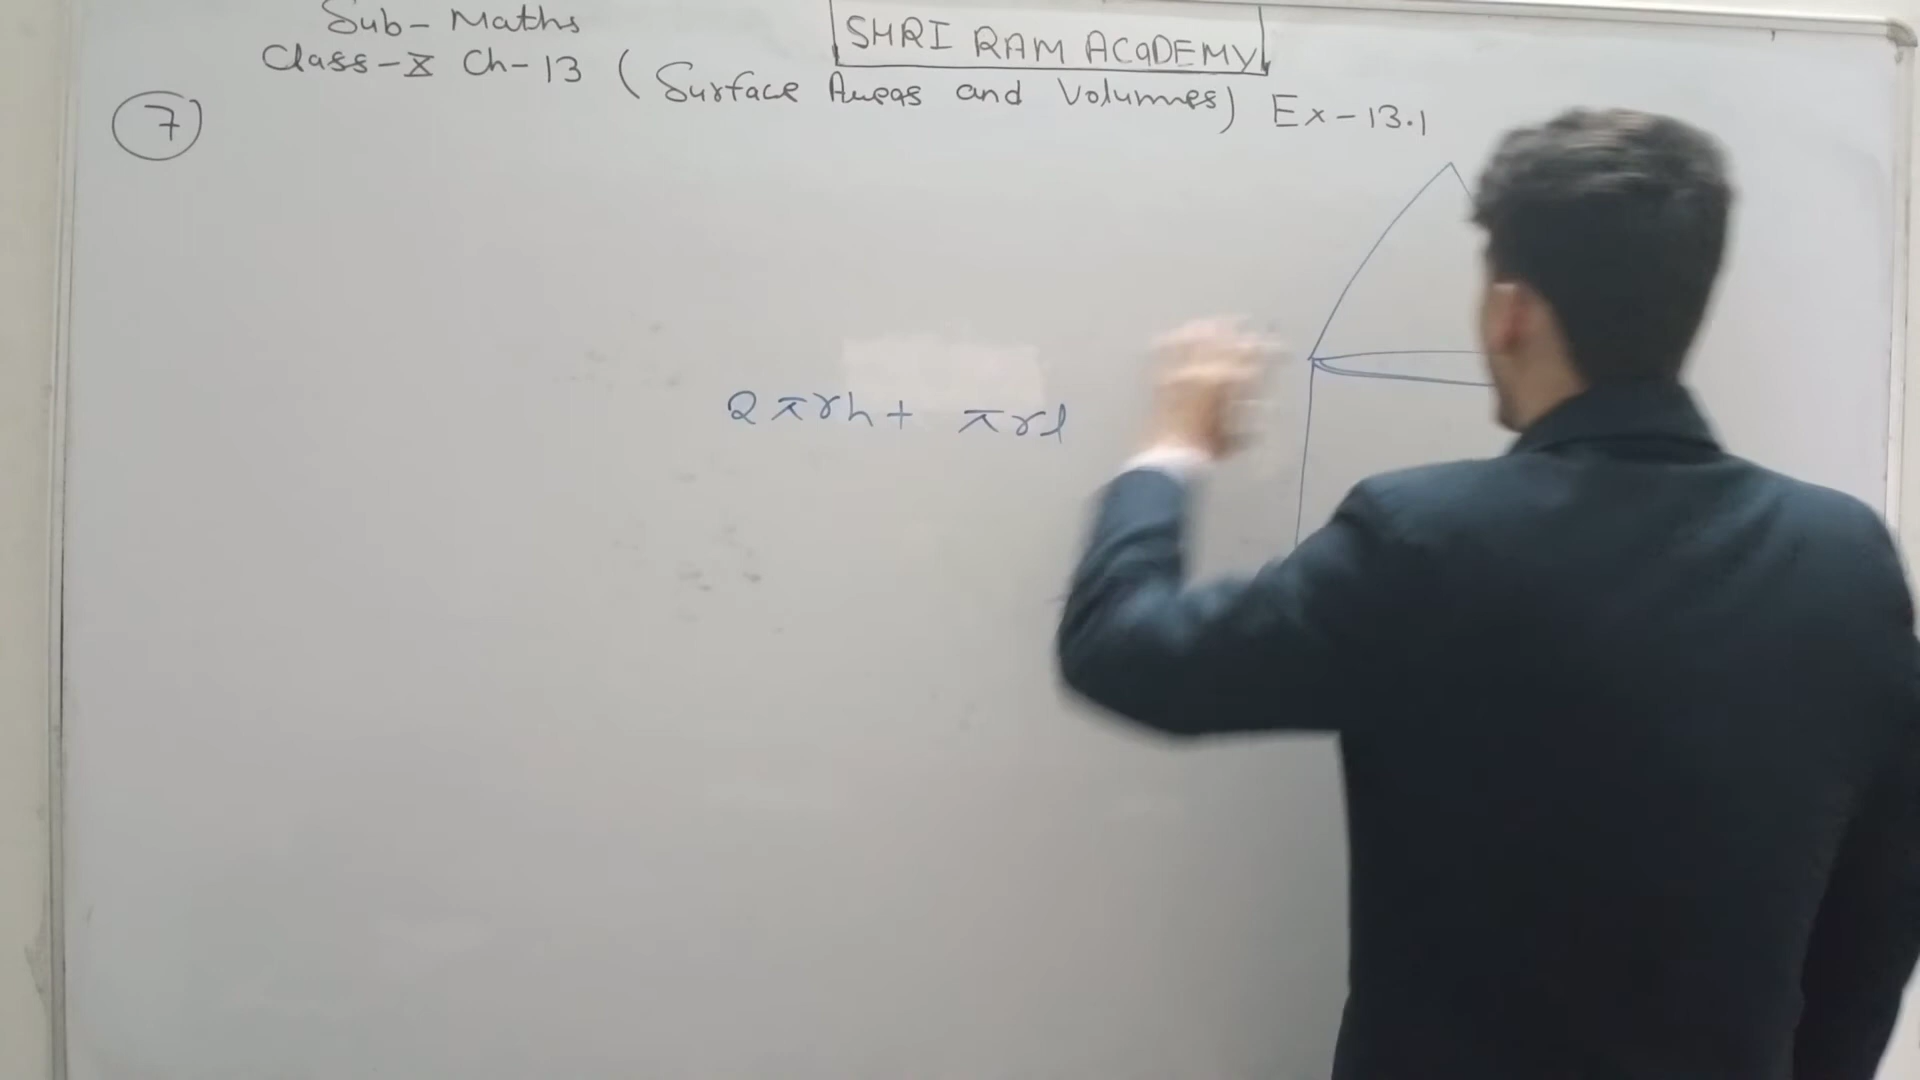 Sub- Maths
SHRI RAM ACADEMY
Class-X Ch-13 (Surface Areas and Volumes) Ex-13.1
7
2πrh + πrl